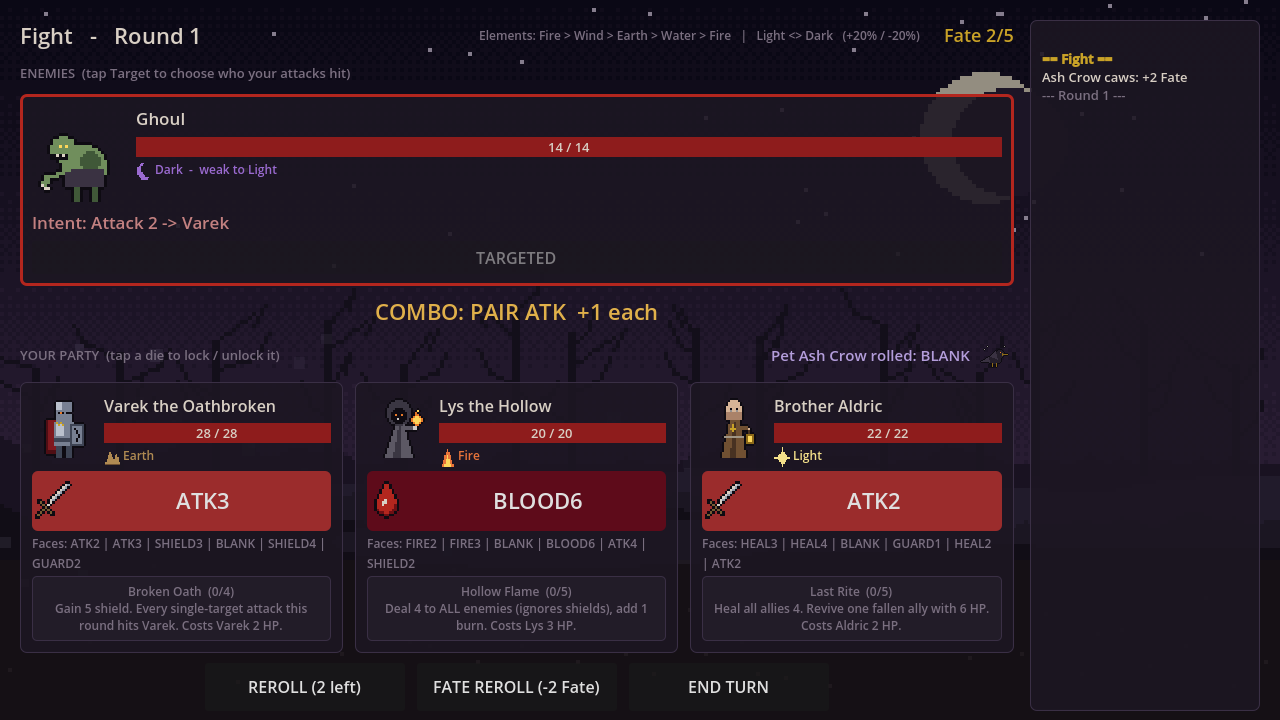 Fight - Round 1
Elements: Fire > Wind > Earth > Water > Fire | Light <> Dark (+20% / -20%)
Fate 2/5
ENEMIES (tap Target to choose who your attacks hit)
Ghoul
14 / 14
Dark - weak to Light
Intent: Attack 2 -> Varek
TARGETED
COMBO: PAIR ATK +1 each
YOUR PARTY (tap a die to lock / unlock it)
Pet Ash Crow rolled: BLANK
Varek the Oathbroken
28 / 28
Earth
ATK3
Faces: ATK2 | ATK3 | SHIELD3 | BLANK | SHIELD4 |
GUARD2
Broken Oath (0/4)
Gain 5 shield. Every single-target attack this
round hits Varek. Costs Varek 2 HP.
Lys the Hollow
20 / 20
Fire
BLOOD6
Faces: FIRE2 | FIRE3 | BLANK | BLOOD6 | ATK4 |
SHIELD2
Hollow Flame (0/5)
Deal 4 to ALL enemies (ignores shields), add 1
burn. Costs Lys 3 HP.
Brother Aldric
22 / 22
Light
ATK2
Faces: HEAL3 | HEAL4 | BLANK | GUARD1 | HEAL2
| ATK2
Last Rite (0/5)
Heal all allies 4. Revive one fallen ally with 6 HP.
Costs Aldric 2 HP.
REROLL (2 left)
FATE REROLL (-2 Fate)
END TURN
== Fight ==
Ash Crow caws: +2 Fate
--- Round 1 ---